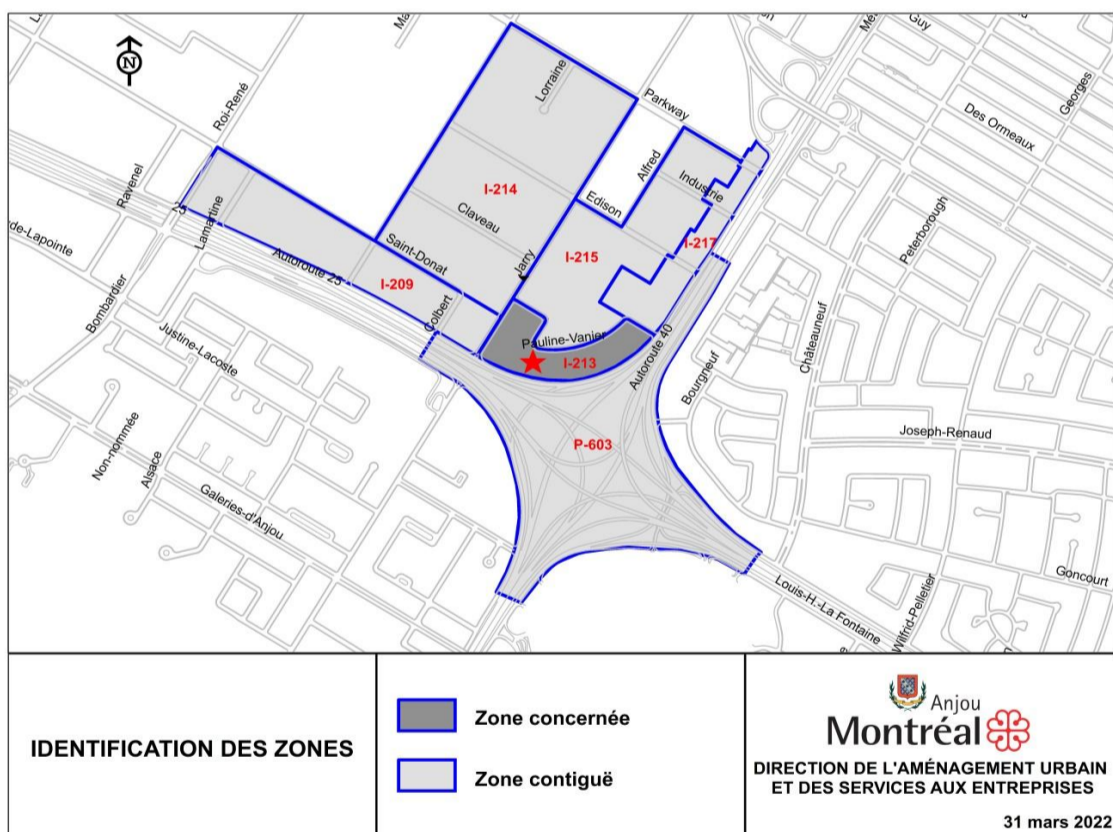 Roi-René
Lorraine
Parkway
Guy
Georges
Des Ormeaux
Ravenel
Alfred
Industrie
Edison
I-214
Peterborough
25
Lamartine
Claveau
Saint-Donat
Jarry
I-215
I-217
Autoroute 25
I-209
Colbert
Bombardier
Justine-Lacoste
Pauline-Vanier
I-213
Autoroute 40
Bourgneuf
Châteauneuf
P-603
Joseph-Renaud
Non-nommée
Alsace
Galeries-d'Anjou
Goncourt
Louis-H.-La Fontaine
Wilfrid-Pelletier
N
IDENTIFICATION DES ZONES
Zone concernée
Zone contiguë
Anjou
Montréal
DIRECTION DE L'AMÉNAGEMENT URBAIN
ET DES SERVICES AUX ENTREPRISES
31 mars 2022